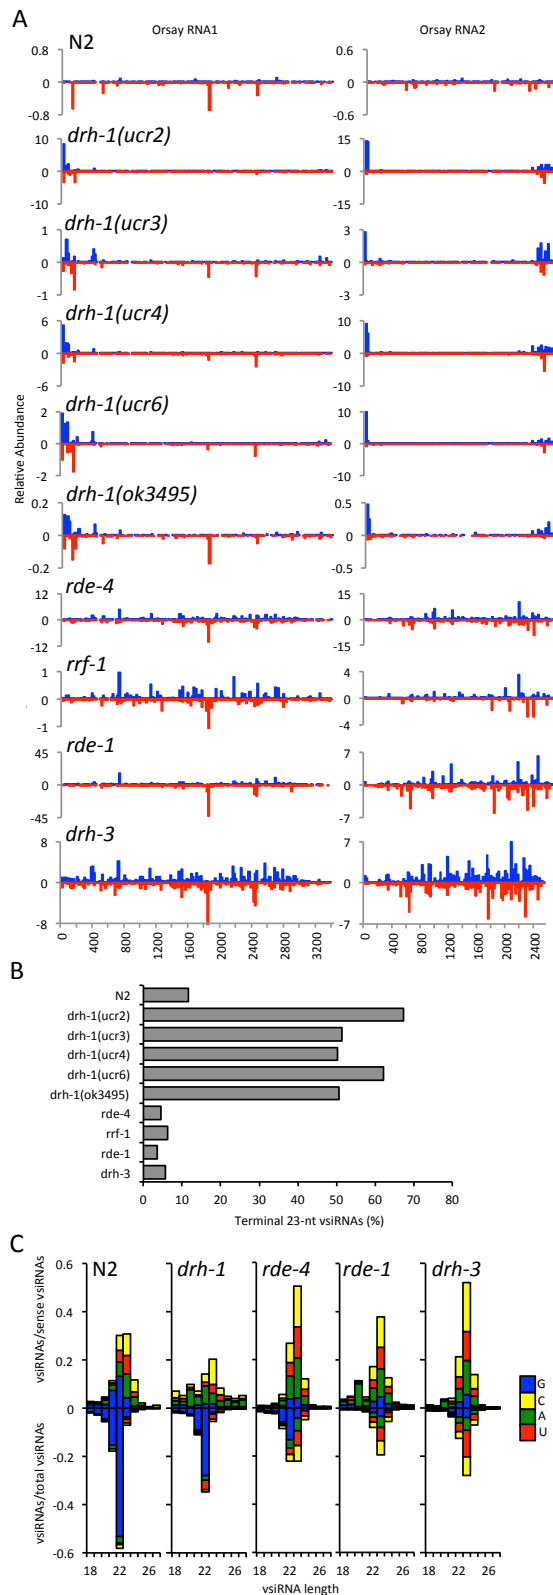 A
Orsay RNA1 Orsay RNA2
N2
0.8 0.6
0 0
-0.8 -0.6
drh-1(ucr2)
10 15
0 0
-10 -15
drh-1(ucr3)
1 3
0 0
-1 -3
drh-1(ucr4)
6 10
0 0
-6 -10
drh-1(ucr6)
2 10
0 0
-2 -10
Relative Abundance
drh-1(ok3495)
0.2 0.5
0 0
-0.2 -0.5
rde-4
12 15
0 0
-12 -15
rrf-1
1 4
0 0
-1 -4
rde-1
45 7
0 0
-45 -7
drh-3
8 7
0 0
-8 -7
0 400 800 1200 1600 2000 2400 2800 3200 0 400 800 1200 1600 2000 2400
B
N2
drh-1(ucr2)
drh-1(ucr3)
drh-1(ucr4)
drh-1(ucr6)
drh-1(ok3495)
rde-4
rrf-1
rde-1
drh-3
0 10 20 30 40 50 60 70 80
Terminal 23-nt vsiRNAs (%)
C
vsiRNAs/sense vsiRNAs
vsiRNAs/total vsiRNAs
0.6
0.4
0.2
0
-0.2
-0.4
-0.6
N2 drh-1 rde-4 rde-1 drh-3
G
C
A
U
18 22 26 18 22 26 18 22 26 18 22 26 18 22 26
vsiRNA length